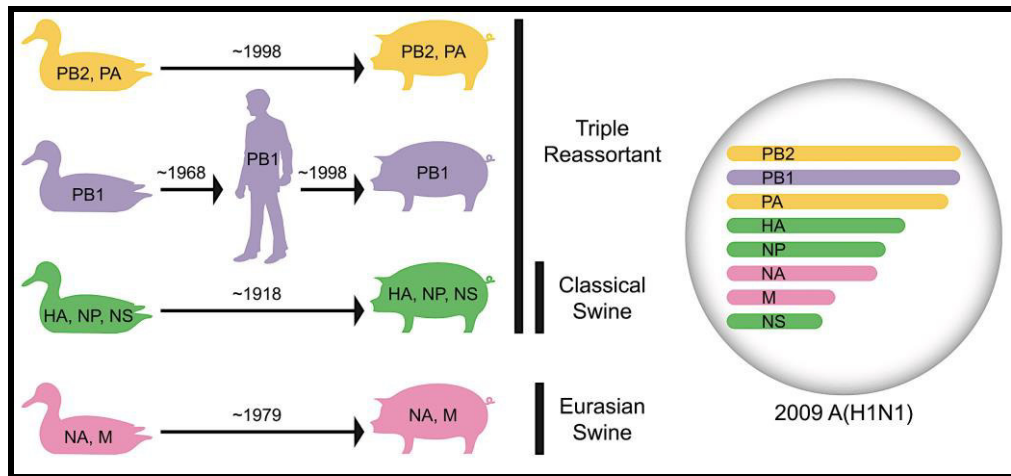 ~1998
PB2, PA
PB2, PA
Triple
Reassortant
~1968
PB1
~1998
PB1
PB1
~1918
HA, NP, NS
HA, NP, NS
Classical
Swine
~1979
NA, M
NA, M
Eurasian
Swine
PB2
PB1
PA
HA
NP
NA
M
NS
2009 A(H1N1)